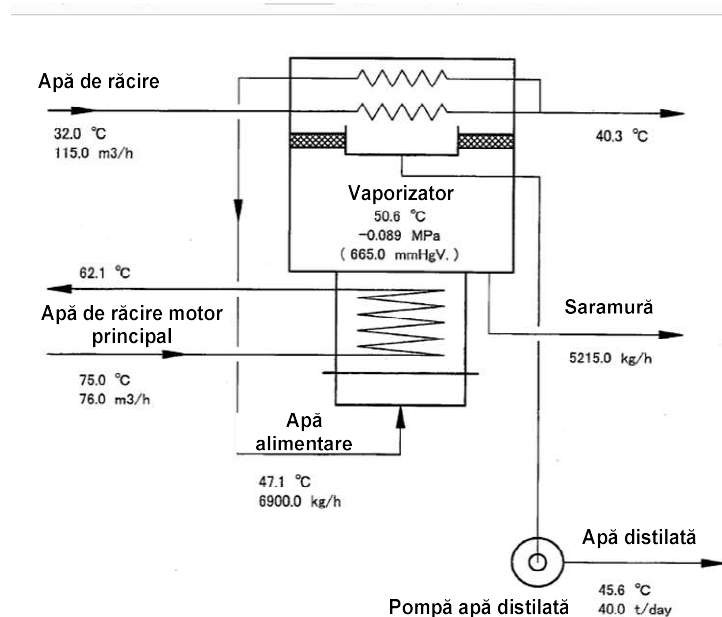 Apă de răcire
32.0 ℃
115.0 m3/h
40.3 ℃
Vaporizator
50.6 ℃
-0.089 MPa
( 665.0 mmHgV. )
62.1 ℃
Apă de răcire motor
principal
75.0 ℃
76.0 m3/h
Saramură
5215.0 kg/h
Apă
alimentare
47.1 ℃
6900.0 kg/h
Apă distilată
45.6 ℃
40.0 t/day
Pompă apă distilată